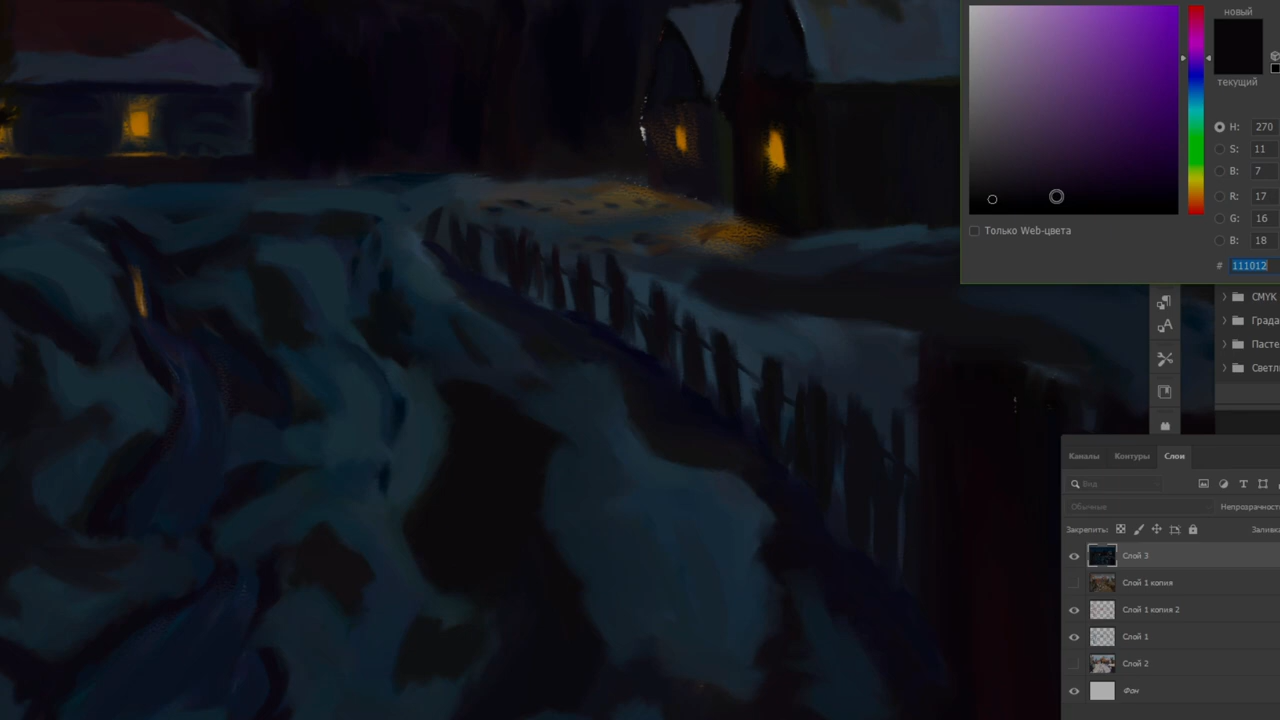 новый
текущий
H: 270
S: 11
B: 7
R: 17
G: 16
B: 18
Только Web-цвета
# 111012
CMYK
Града
Пасте
Светл
Каналы Контуры Слои
Вид
Обычные Непрозрачност
Закрепить: Заливк
Слой 3
Слой 1 копия
Слой 1 копия 2
Слой 1
Слой 2
Фон